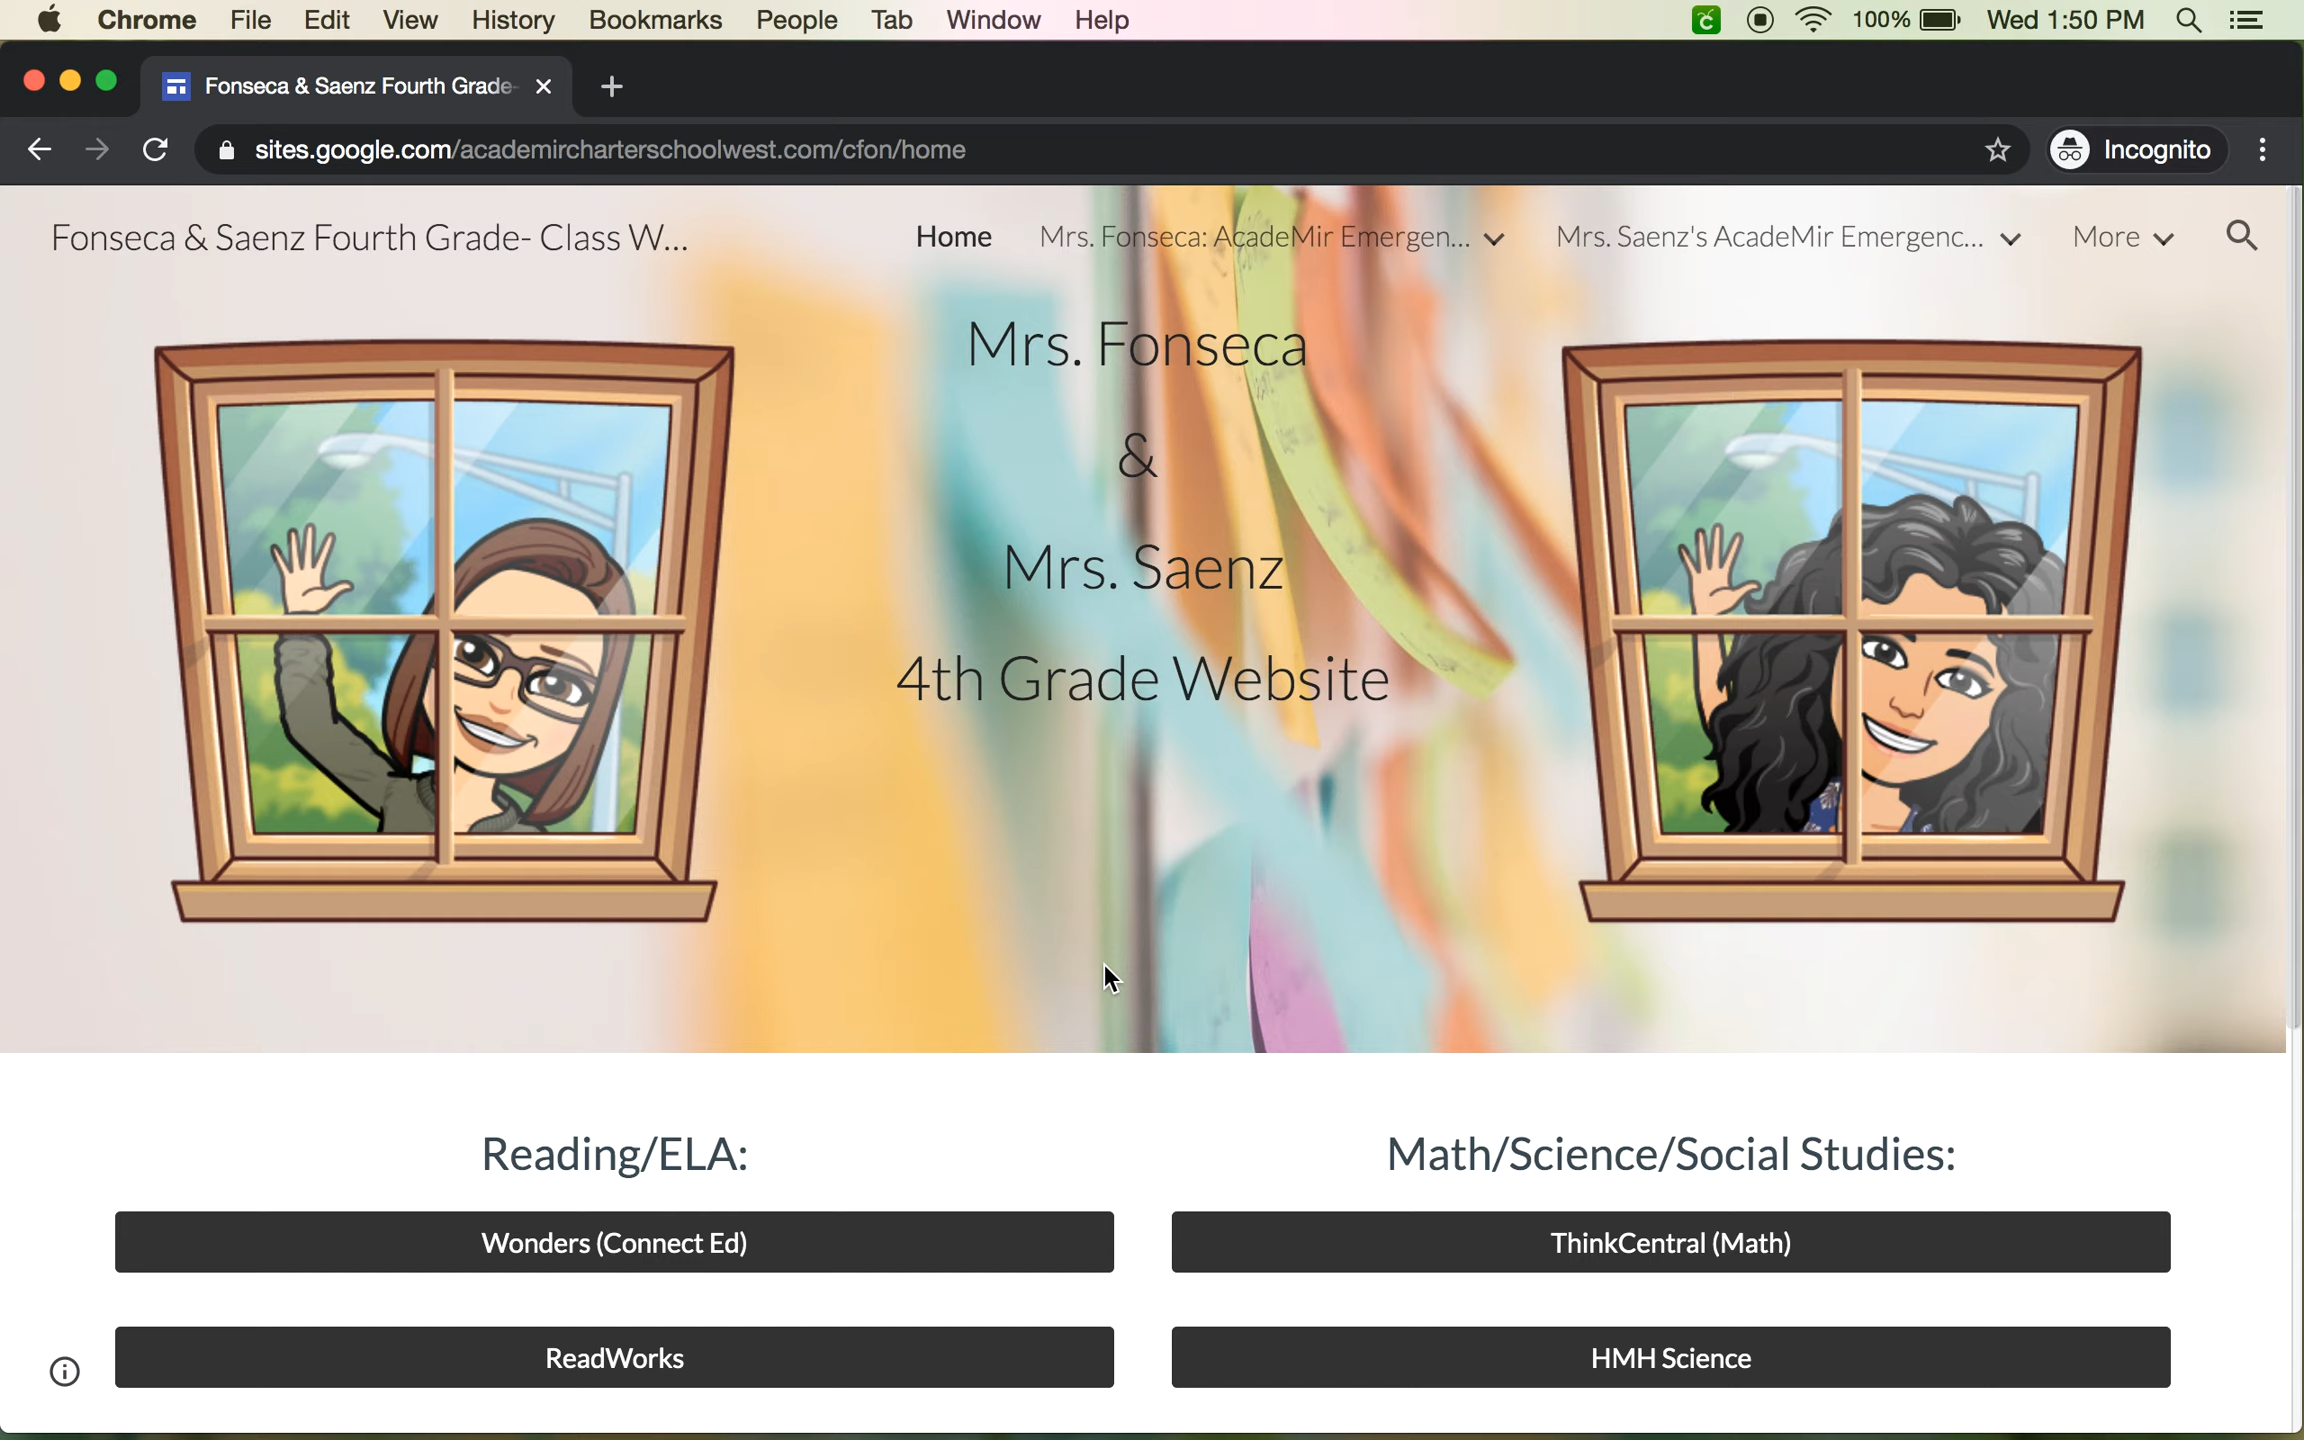 Chrome File Edit View History Bookmarks People Tab Window Help 100% Wed 1:50 PM
Fonseca & Saenz Fourth Grade-
sites.google.com/academircharterschoolwest.com/cfon/home Incognito
Fonseca & Saenz Fourth Grade- Class W... Home Mrs. Fonseca: AcadeMir Emergen... Mrs. Saenz's AcadeMir Emergenc... More
Mrs. Fonseca
&
Mrs. Saenz
4th Grade Website
Reading/ELA: Math/Science/Social Studies:
Wonders (Connect Ed) ThinkCentral (Math)
ReadWorks HMH Science